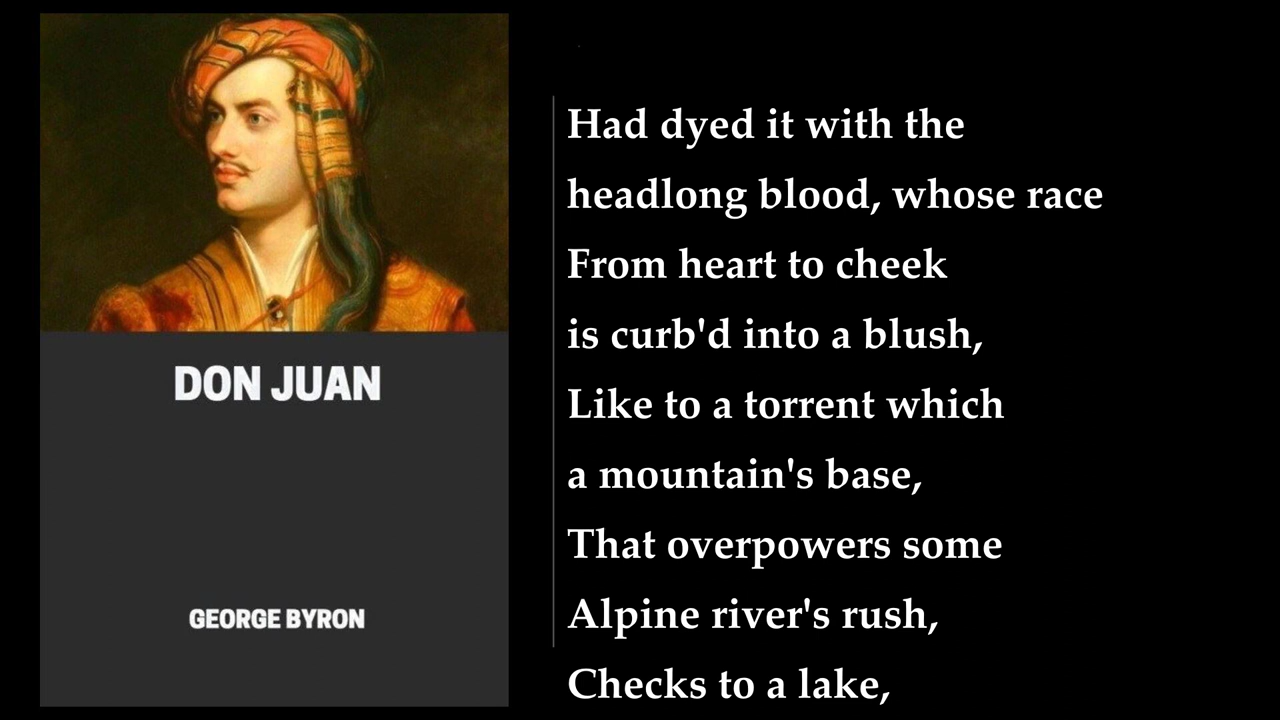 DON JUAN
GEORGE BYRON
Had dyed it with the
headlong blood, whose race
From heart to cheek
is curb'd into a blush,
Like to a torrent which
a mountain's base,
That overpowers some
Alpine river's rush,
Checks to a lake,